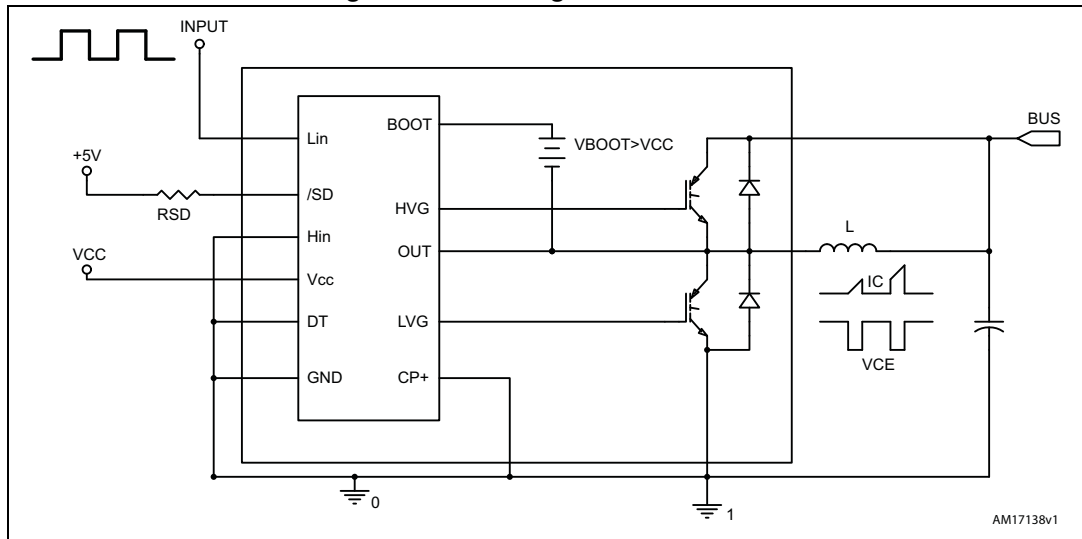 INPUT
BUS
+5V
RSD
VCC
Lin
/SD
Hin
Vcc
DT
GND
BOOT
HVG
OUT
LVG
CP+
VBOOT>VCC
L
IC
VCE
0
1
AM17138v1